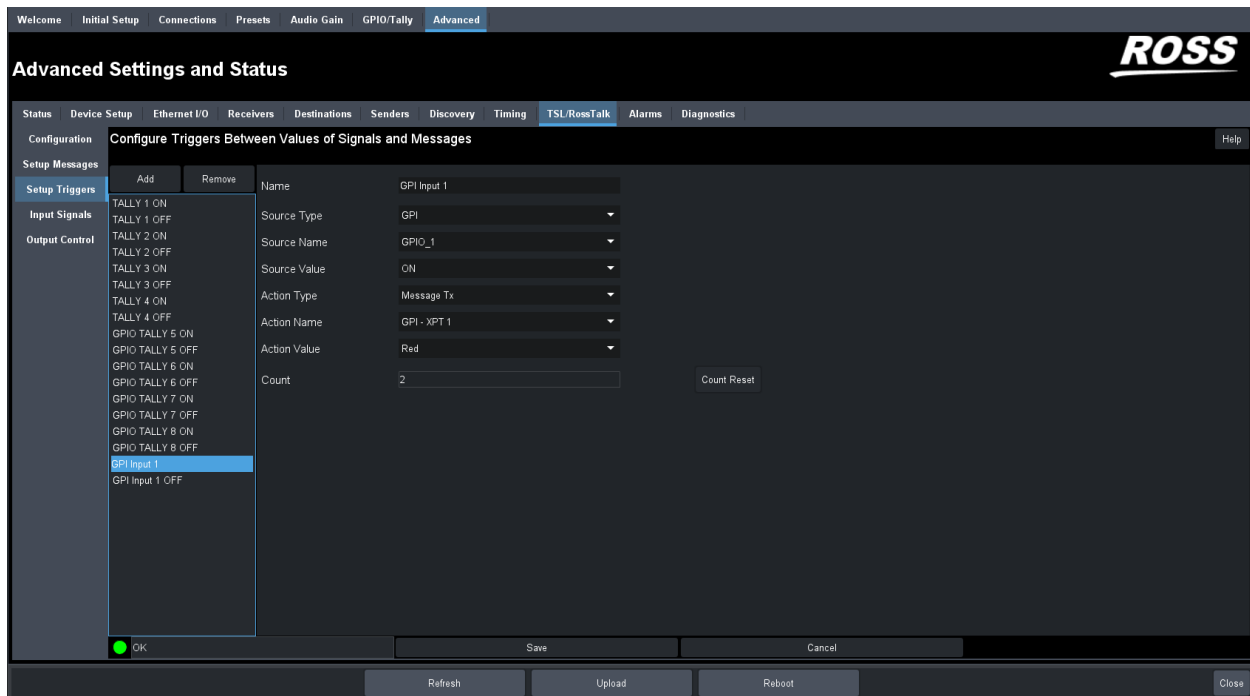 Welcome Initial Setup Connections Presets Audio Gain GPIO/Tally Advanced
ROSS
Advanced Settings and Status
Status Device Setup Ethernet I/O Receivers Destinations Senders Discovery Timing TSL/RossTalk Alarms Diagnostics
Configuration
Setup Messages
Setup Triggers
Input Signals
Output Control
Configure Triggers Between Values of Signals and Messages
Help
Add Remove
TALLY 1 ON
TALLY 1 OFF
TALLY 2 ON
TALLY 2 OFF
TALLY 3 ON
TALLY 3 OFF
TALLY 4 ON
TALLY 4 OFF
GPIO TALLY 5 ON
GPIO TALLY 5 OFF
GPIO TALLY 6 ON
GPIO TALLY 6 OFF
GPIO TALLY 7 ON
GPIO TALLY 7 OFF
GPIO TALLY 8 ON
GPIO TALLY 8 OFF
GPI Input 1
GPI Input 1 OFF
Name GPI Input 1
Source Type GPI
Source Name GPIO_1
Source Value ON
Action Type Message Tx
Action Name GPI - XPT 1
Action Value Red
Count 2 Count Reset
OK Save Cancel
Refresh Upload Reboot Close